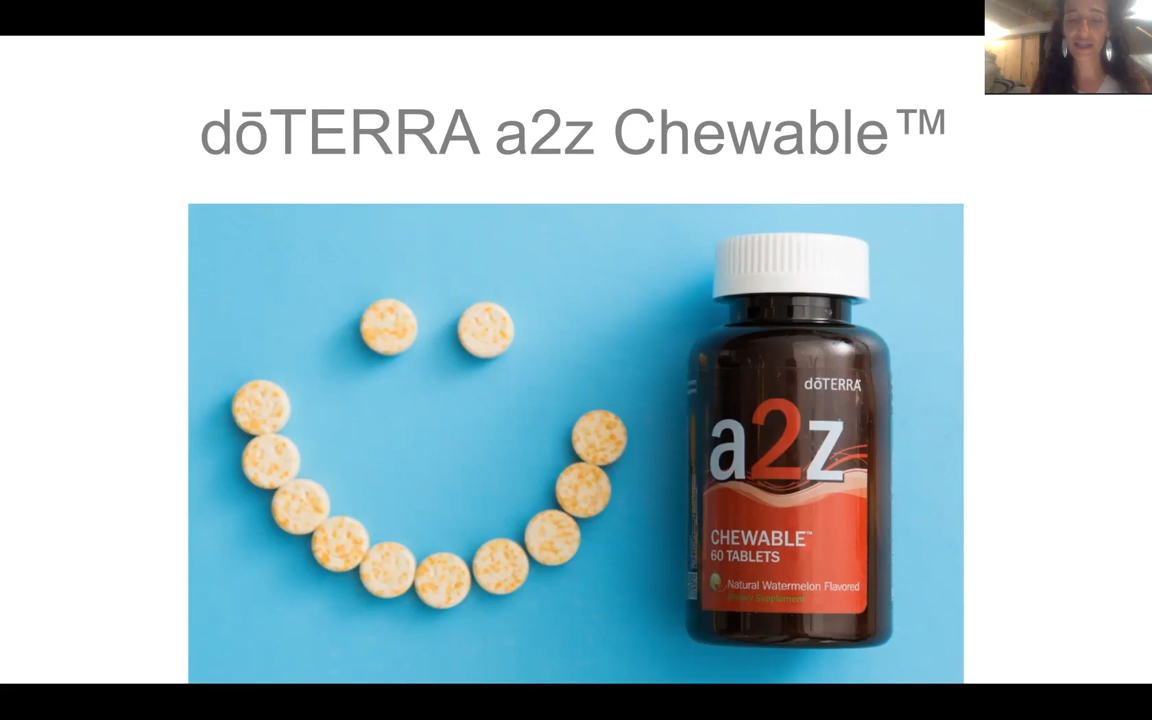 dōTERRA a2z Chewable™
dōTERRA
a2z
CHEWABLE™
60 TABLETS
Natural Watermelon Flavored
Dietary Supplement